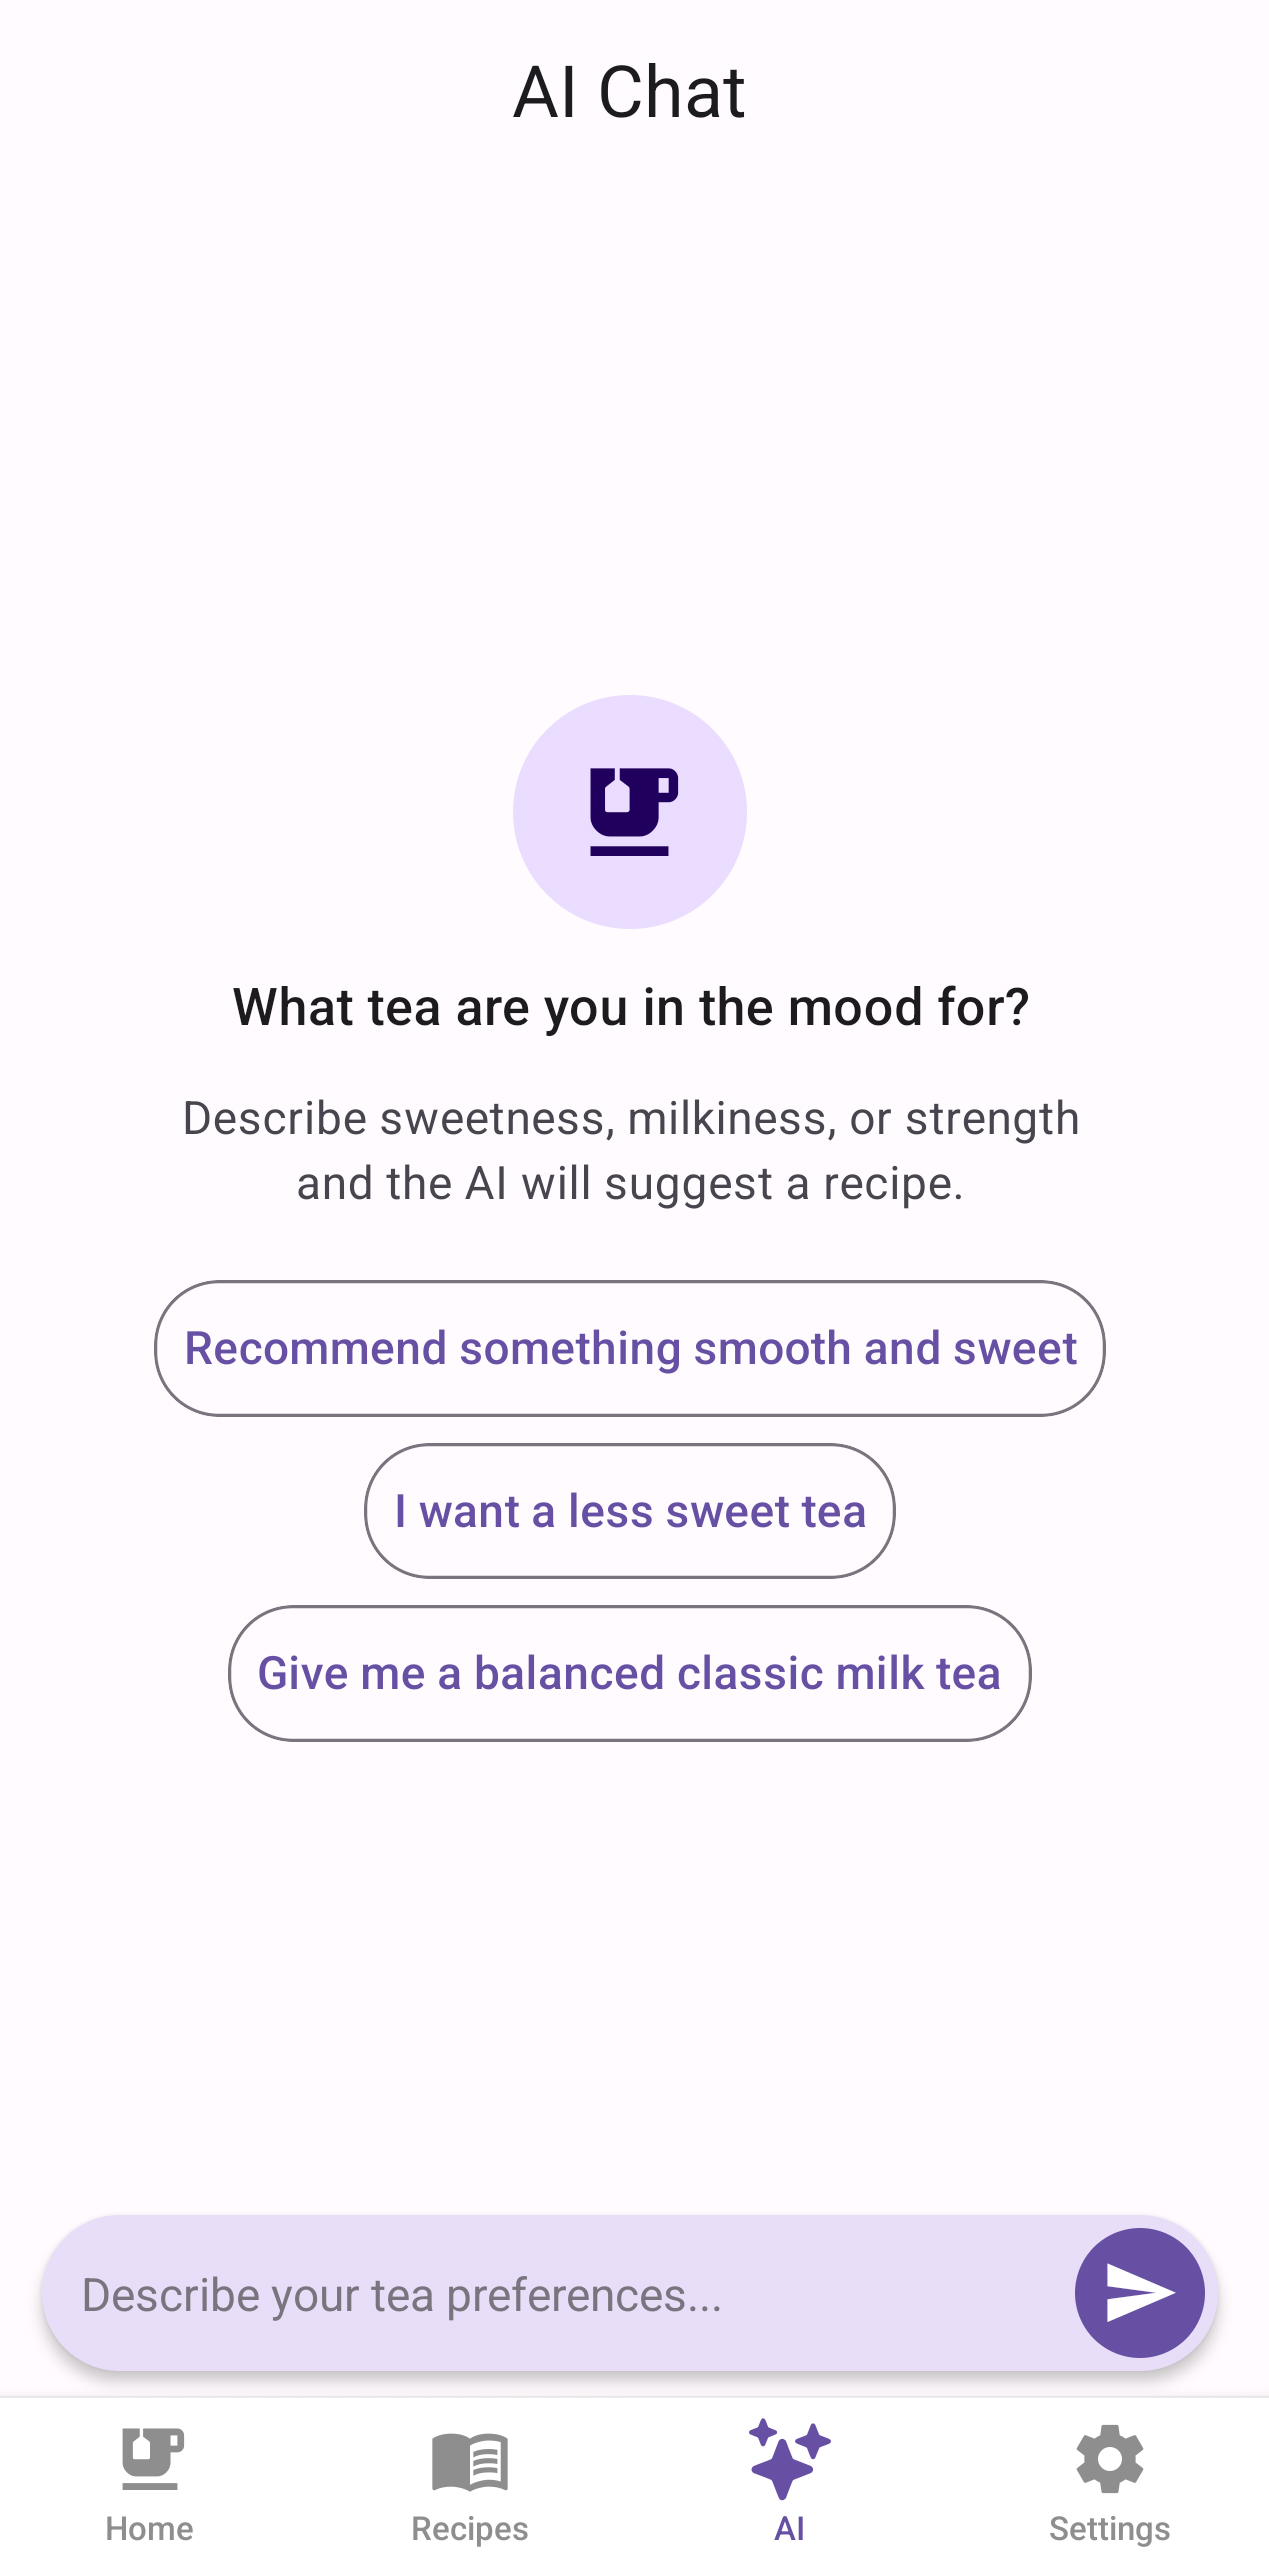 AI Chat
What tea are you in the mood for?
Describe sweetness, milkiness, or strength
and the AI will suggest a recipe.
Recommend something smooth and sweet
I want a less sweet tea
Give me a balanced classic milk tea
Describe your tea preferences...
Home
Recipes
AI
Settings